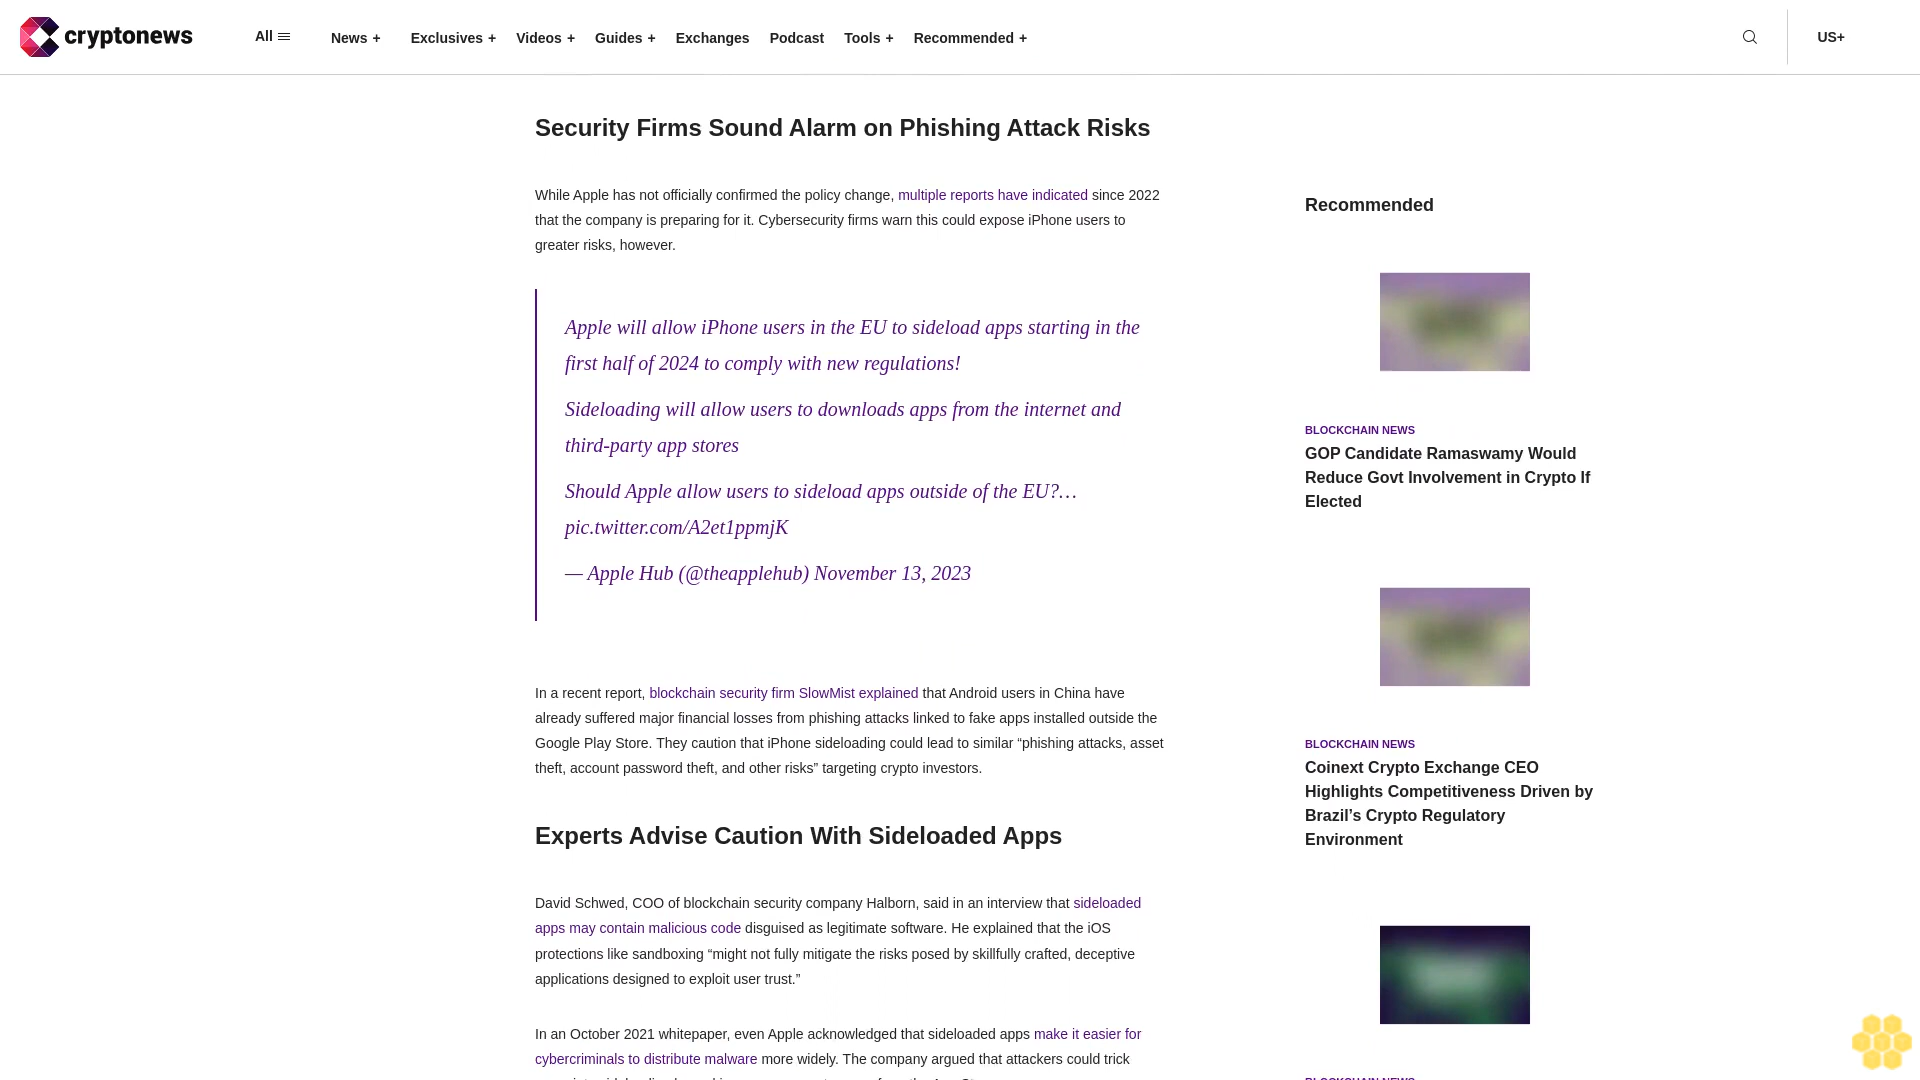 cryptonews
All
News +
Exclusives +
Videos +
Guides +
Exchanges
Podcast
Tools +
Recommended +
US+
Security Firms Sound Alarm on Phishing Attack Risks
While Apple has not officially confirmed the policy change, multiple reports have indicated since 2022
that the company is preparing for it. Cybersecurity firms warn this could expose iPhone users to
greater risks, however.
Apple will allow iPhone users in the EU to sideload apps starting in the
first half of 2024 to comply with new regulations!
Sideloading will allow users to downloads apps from the internet and
third-party app stores
Should Apple allow users to sideload apps outside of the EU?…
pic.twitter.com/A2et1ppmjK
— Apple Hub (@theapplehub) November 13, 2023
In a recent report, blockchain security firm SlowMist explained that Android users in China have
already suffered major financial losses from phishing attacks linked to fake apps installed outside the
Google Play Store. They caution that iPhone sideloading could lead to similar “phishing attacks, asset
theft, account password theft, and other risks” targeting crypto investors.
Experts Advise Caution With Sideloaded Apps
David Schwed, COO of blockchain security company Halborn, said in an interview that sideloaded
apps may contain malicious code disguised as legitimate software. He explained that the iOS
protections like sandboxing “might not fully mitigate the risks posed by skillfully crafted, deceptive
applications designed to exploit user trust.”
In an October 2021 whitepaper, even Apple acknowledged that sideloaded apps make it easier for
cybercriminals to distribute malware more widely. The company argued that attackers could trick
Recommended
BLOCKCHAIN NEWS
GOP Candidate Ramaswamy Would
Reduce Govt Involvement in Crypto If
Elected
BLOCKCHAIN NEWS
Coinext Crypto Exchange CEO
Highlights Competitiveness Driven by
Brazil’s Crypto Regulatory
Environment
BLOCKCHAIN NEWS